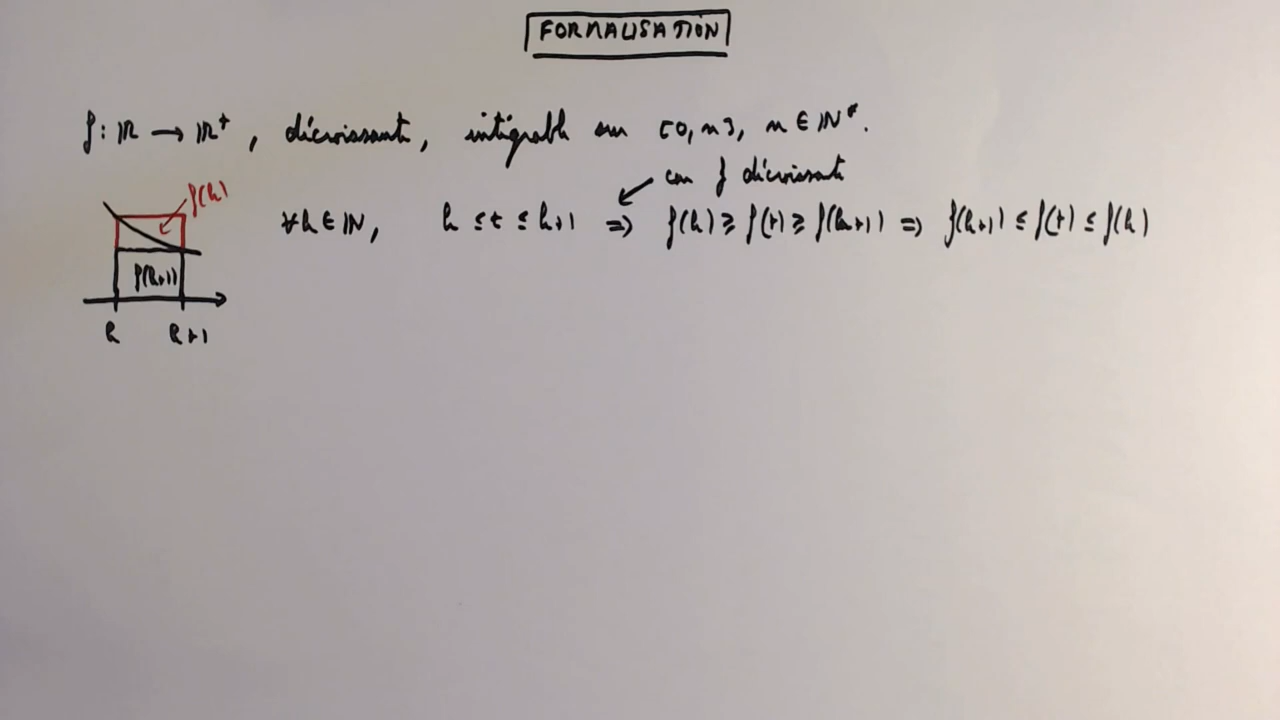 FORMALISATION
f : ℝ → ℝ⁺, décroissante, intégrable sur [0,n], n ∈ ℕ*.
car f décroissante
f(k)
∀k ∈ ℕ, k ≤ t ≤ k+1 ⇒ f(k) ≥ f(t) ≥ f(k+1) ⇒ f(k+1) ≤ f(t) ≤ f(k)
f(k+1)
k k+1